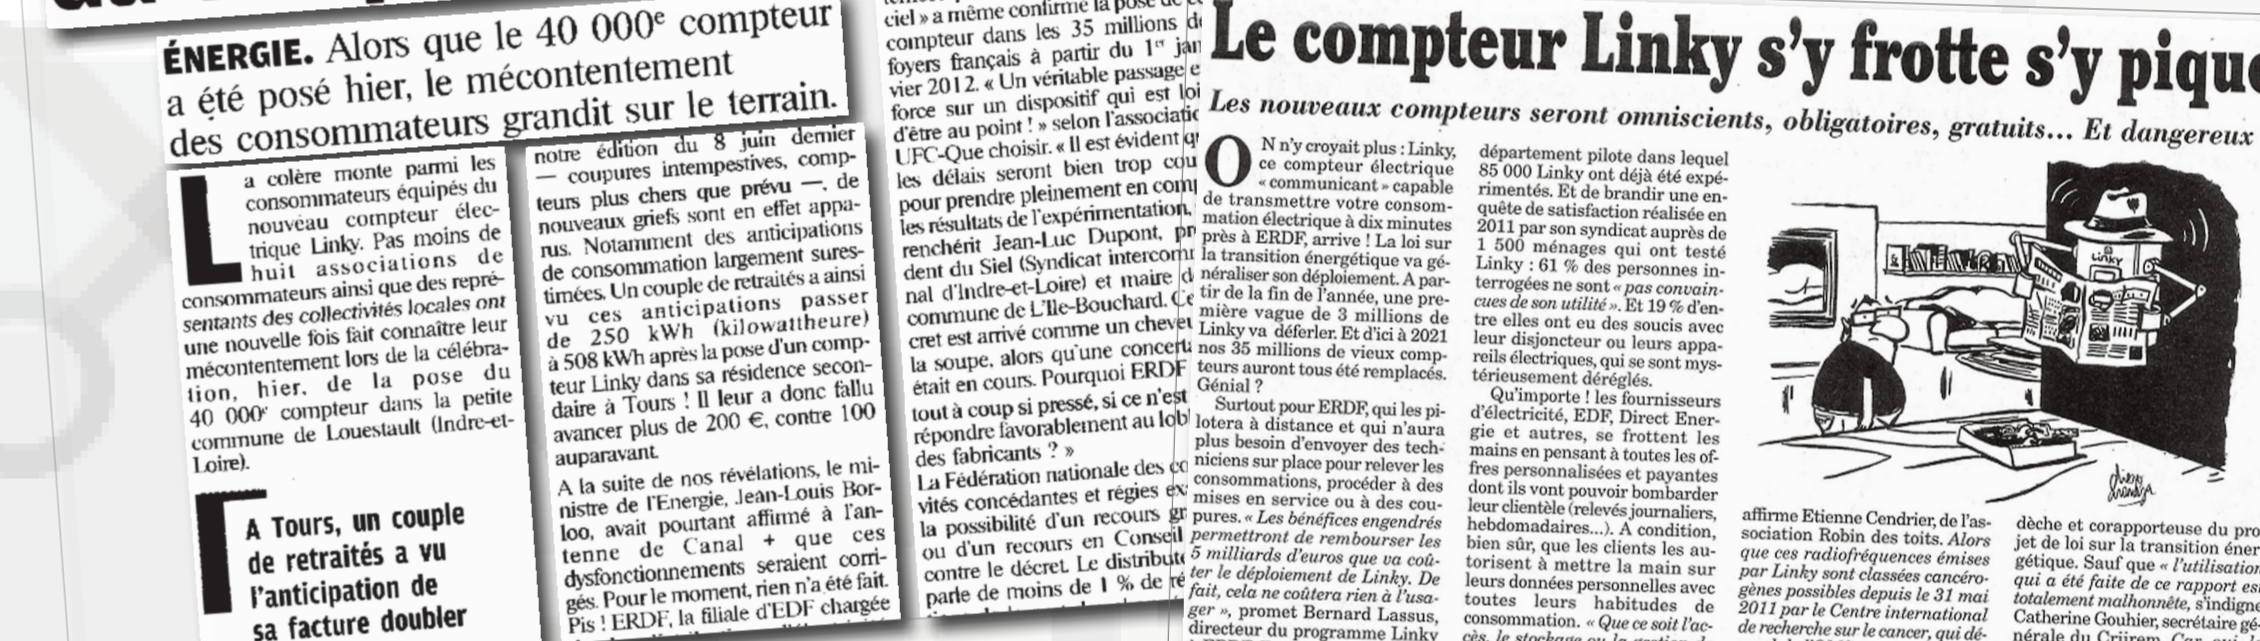 ÉNERGIE. Alors que le 40 000e compteur
a été posé hier, le mécontentement
des consommateurs grandit sur le terrain.
La colère monte parmi les
consommateurs équipés du
nouveau compteur élec-
trique Linky. Pas moins de
huit associations de
consommateurs ainsi que des repré-
sentants des collectivités locales ont
une nouvelle fois fait connaître leur
mécontentement lors de la célébra-
tion, hier, de la pose du
40 000e compteur dans la petite
commune de Louestault (Indre-et-
Loire).
A Tours, un couple
de retraités a vu
l'anticipation de
sa facture doubler
notre édition du 8 juin dernier
— coupures intempestives, comp-
teurs plus chers que prévu —, de
nouveaux griefs sont en effet appa-
rus. Notamment des anticipations
de consommation largement sures-
timées. Un couple de retraités a ainsi
vu ces anticipations passer
de 250 kWh (kilowattheure)
à 508 kWh après la pose d'un comp-
teur Linky dans sa résidence secon-
daire à Tours ! Il leur a donc fallu
avancer plus de 200 €, contre 100
auparavant.
A la suite de nos révélations, le mi-
nistre de l'Energie, Jean-Louis Bor-
loo, avait pourtant affirmé à l'an-
tenne de Canal + que ces
dysfonctionnements seraient corri-
gés. Pour le moment, rien n'a été fait.
Pis ! ERDF, la filiale d'EDF chargée
ciel » a même confirmé la pose de
compteur dans les 35 millions de
foyers français à partir du 1er jan
vier 2012. « Un véritable passage e
force sur un dispositif qui est loi
d'être au point ! » selon l'associatio
UFC-Que choisir. « Il est évident q
les délais seront bien trop cou
pour prendre pleinement en com
les résultats de l'expérimentation,
renchérit Jean-Luc Dupont, pr
dent du Siel (Syndicat intercom
nal d'Indre-et-Loire) et maire d
commune de L'Ile-Bouchard. Ce
cret est arrivé comme un cheveu
la soupe, alors qu'une concert
était en cours. Pourquoi ERDF
tout à coup si pressé, si ce n'est
répondre favorablement au lob
des fabricants ? »
La Fédération nationale des co
vités concédantes et régies ex
la possibilité d'un recours gr
ou d'un recours en Conseil
contre le décret. Le distribute
parle de moins de 1 % de ré
Le compteur Linky s'y frotte s'y pique
Les nouveaux compteurs seront omniscients, obligatoires, gratuits... Et dangereux
ON n'y croyait plus : Linky,
ce compteur électrique
« communicant » capable
de transmettre votre consom-
mation électrique à dix minutes
près à ERDF, arrive ! La loi sur
la transition énergétique va gé-
néraliser son déploiement. A par-
tir de la fin de l'année, une pre-
mière vague de 3 millions de
Linky va déferler. Et d'ici à 2021
nos 35 millions de vieux comp-
teurs auront tous été remplacés.
Génial ?
Surtout pour ERDF, qui les pi-
lotera à distance et qui n'aura
plus besoin d'envoyer des tech-
niciens sur place pour relever les
consommations, procéder à des
mises en service ou à des cou-
pures. « Les bénéfices engendrés
permettront de rembourser les
5 milliards d'euros que va coû-
ter le déploiement de Linky. De
fait, cela ne coûtera rien à l'usa-
ger », promet Bernard Lassus,
directeur du programme Linky
département pilote dans lequel
85 000 Linky ont déjà été expé-
rimentés. Et de brandir une en-
quête de satisfaction réalisée en
2011 par son syndicat auprès de
1 500 ménages qui ont testé
Linky : 61 % des personnes in-
terrogées ne sont « pas convain-
cues de son utilité ». Et 19 % d'en-
tre elles ont eu des soucis avec
leur disjoncteur ou leurs appa-
reils électriques, qui se sont mys-
térieusement déréglés.
Qu'importe ! les fournisseurs
d'électricité, EDF, Direct Ener-
gie et autres, se frottent les
mains en pensant à toutes les of-
fres personnalisées et payantes
dont ils vont pouvoir bombarder
leur clientèle (relevés journaliers,
hebdomadaires...). A condition,
bien sûr, que les clients les au-
torisent à mettre la main sur
leurs données personnelles avec
toutes leurs habitudes de
consommation. « Que ce soit l'ac-
cès, le stockage ou la
LINKY
affirme Etienne Cendrier, de l'as-
sociation Robin des toits. Alors
que ces radiofréquences émises
par Linky sont classées cancéro-
gènes possibles depuis le 31 mai
2011 par le Centre international
de recherche sur le cancer, qui dé-
dèche et corapporteuse du pro
jet de loi sur la transition éner
gétique. Sauf que « l'utilisation
qui a été faite de ce rapport est
totalement malhonnête, s'indigne
Catherine Gouhier, secrétaire gé-
nérale du Criirem.